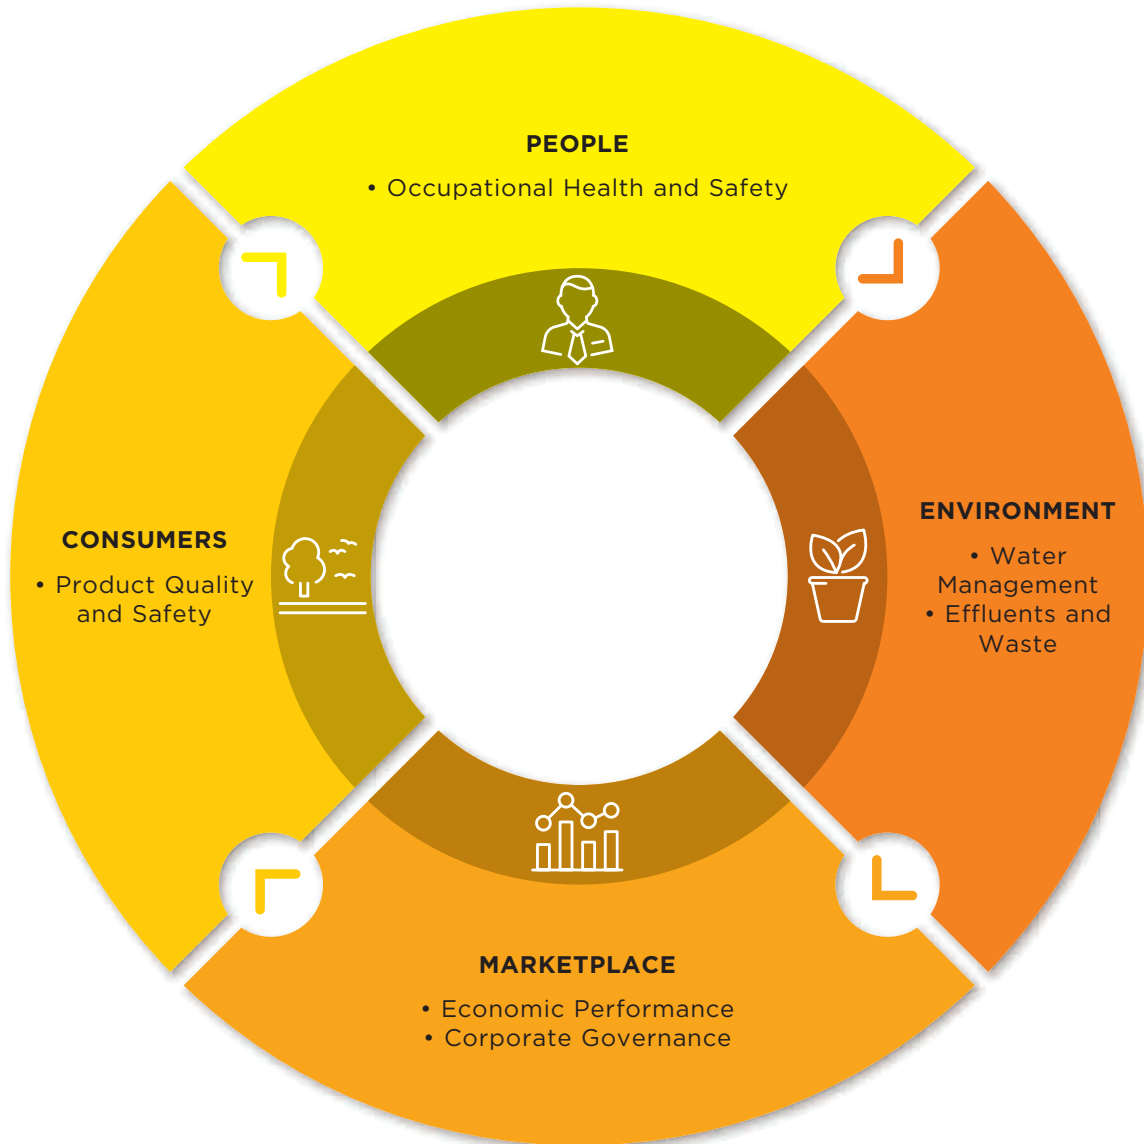 PEOPLE
• Occupational Health and Safety
CONSUMERS
• Product Quality
and Safety
ENVIRONMENT
• Water
Management
• Effluents and
Waste
MARKETPLACE
• Economic Performance
• Corporate Governance